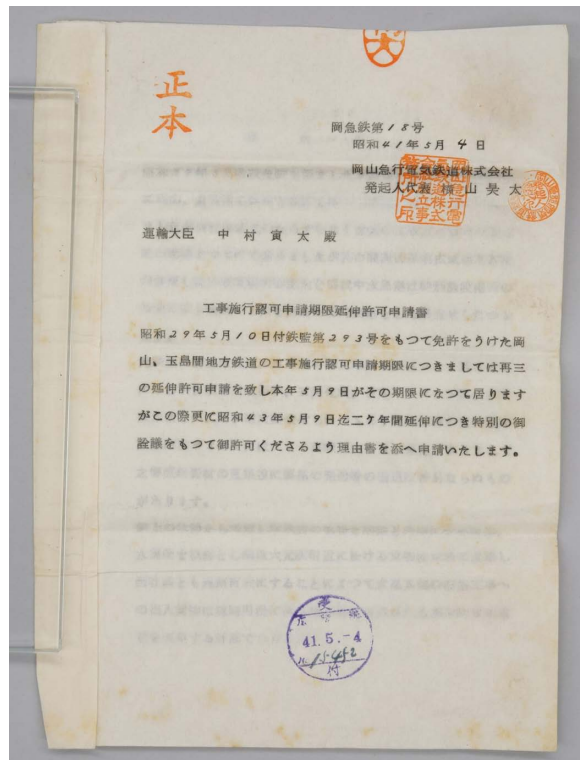 正本
岡急鉄第18号
昭和41年5月4日
岡山急行電気鉄道株式会社
発起人代表 横山昊太
運輸大臣 中村寅太殿
工事施行認可申請期限延伸許可申請書
昭和29年5月10日付鉄監第293号をもつて免許をうけた岡
山、玉島間地方鉄道の工事施行認可申請期限につきましては再三
の延伸許可申請を致し本年5月9日がその期限になつて居ります
がこの際更に昭和43年5月9日迄二ケ年間延伸につき特別の御
詮議をもつて御許可くださるよう理由書を添へ申請いたします。
受
41.5.-4
15452
付